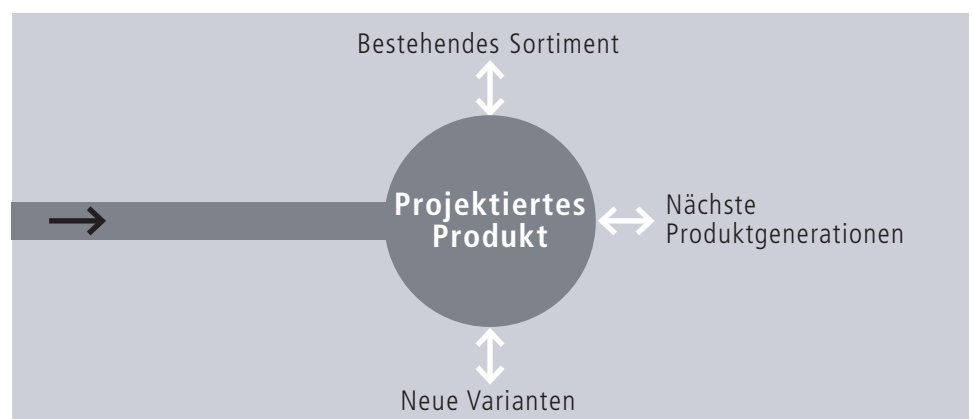 Bestehendes Sortiment
Projektiertes
Produkt
Nächste
Produktgenerationen
Neue Varianten